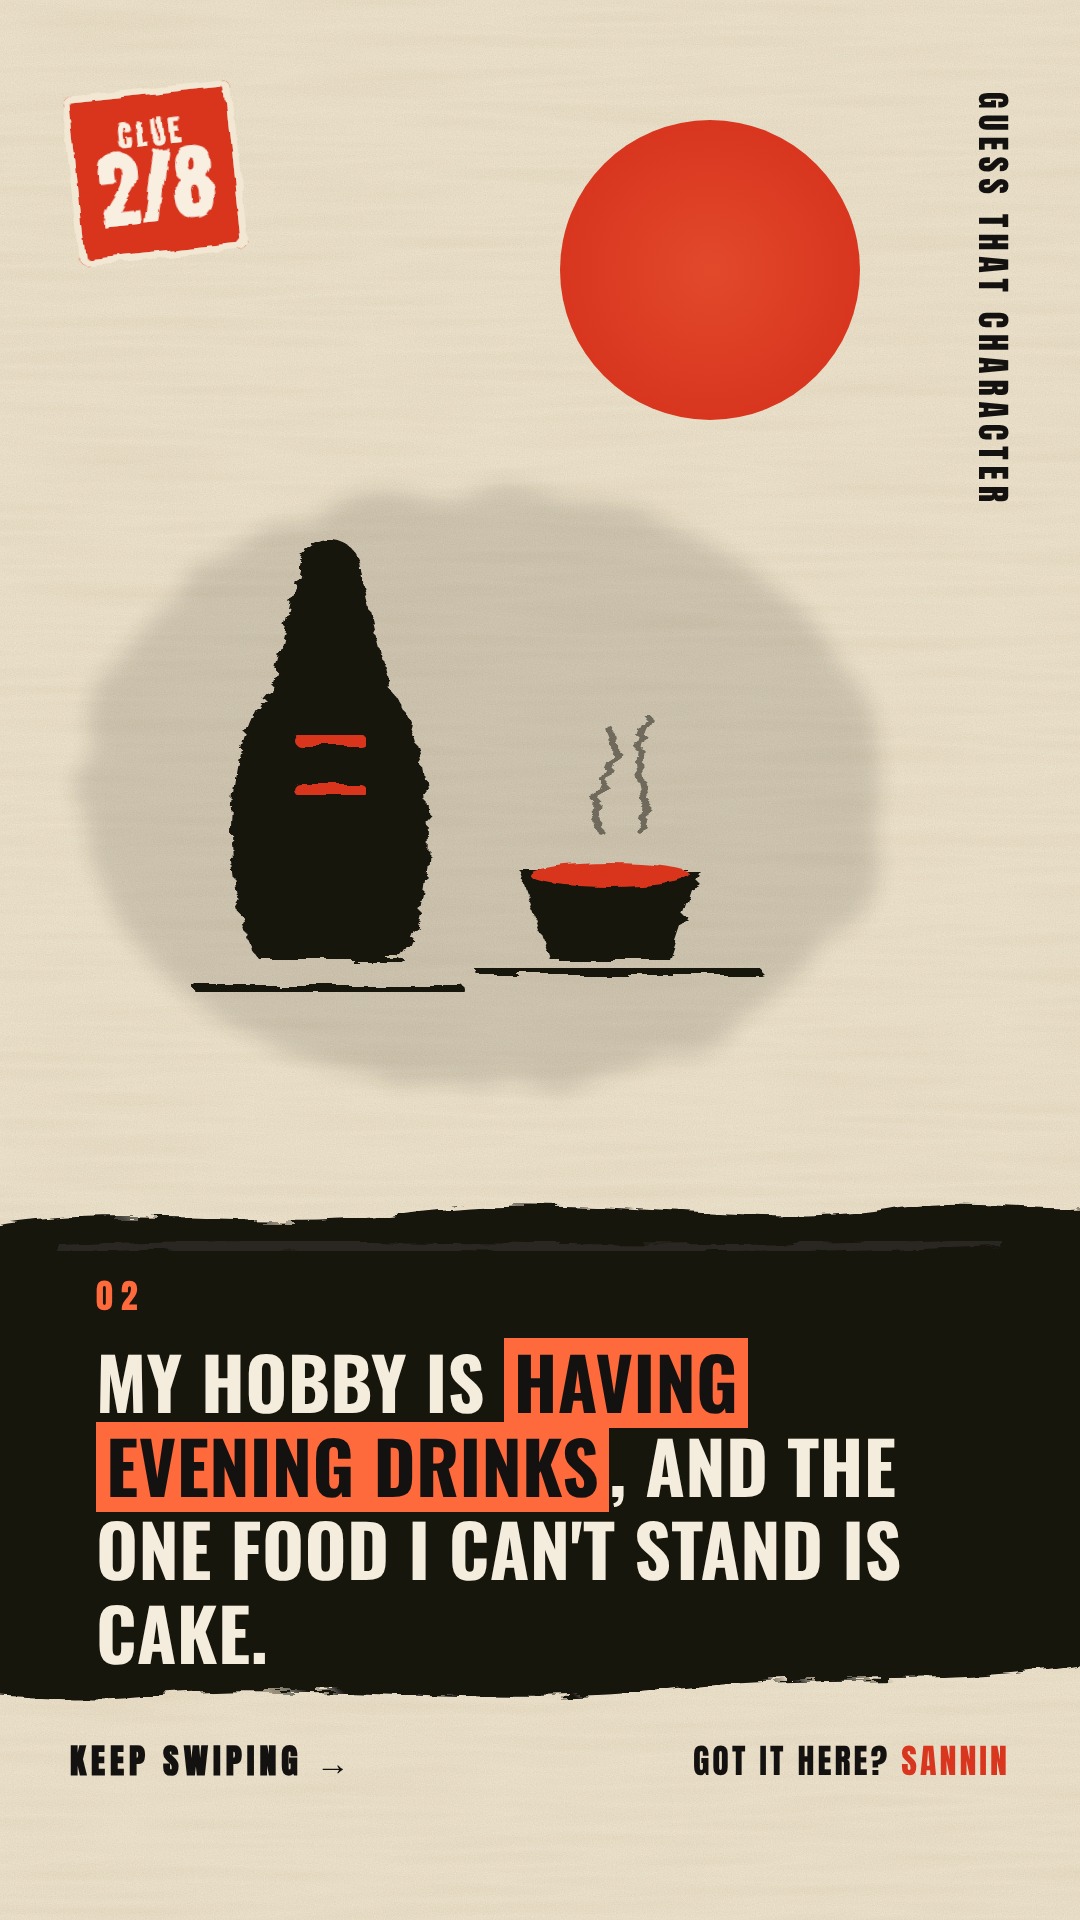 CLUE
2/8
GUESS THAT CHARACTER
02
MY HOBBY IS HAVING
EVENING DRINKS, AND THE
ONE FOOD I CAN'T STAND IS
CAKE.
KEEP SWIPING →
GOT IT HERE? SANNIN